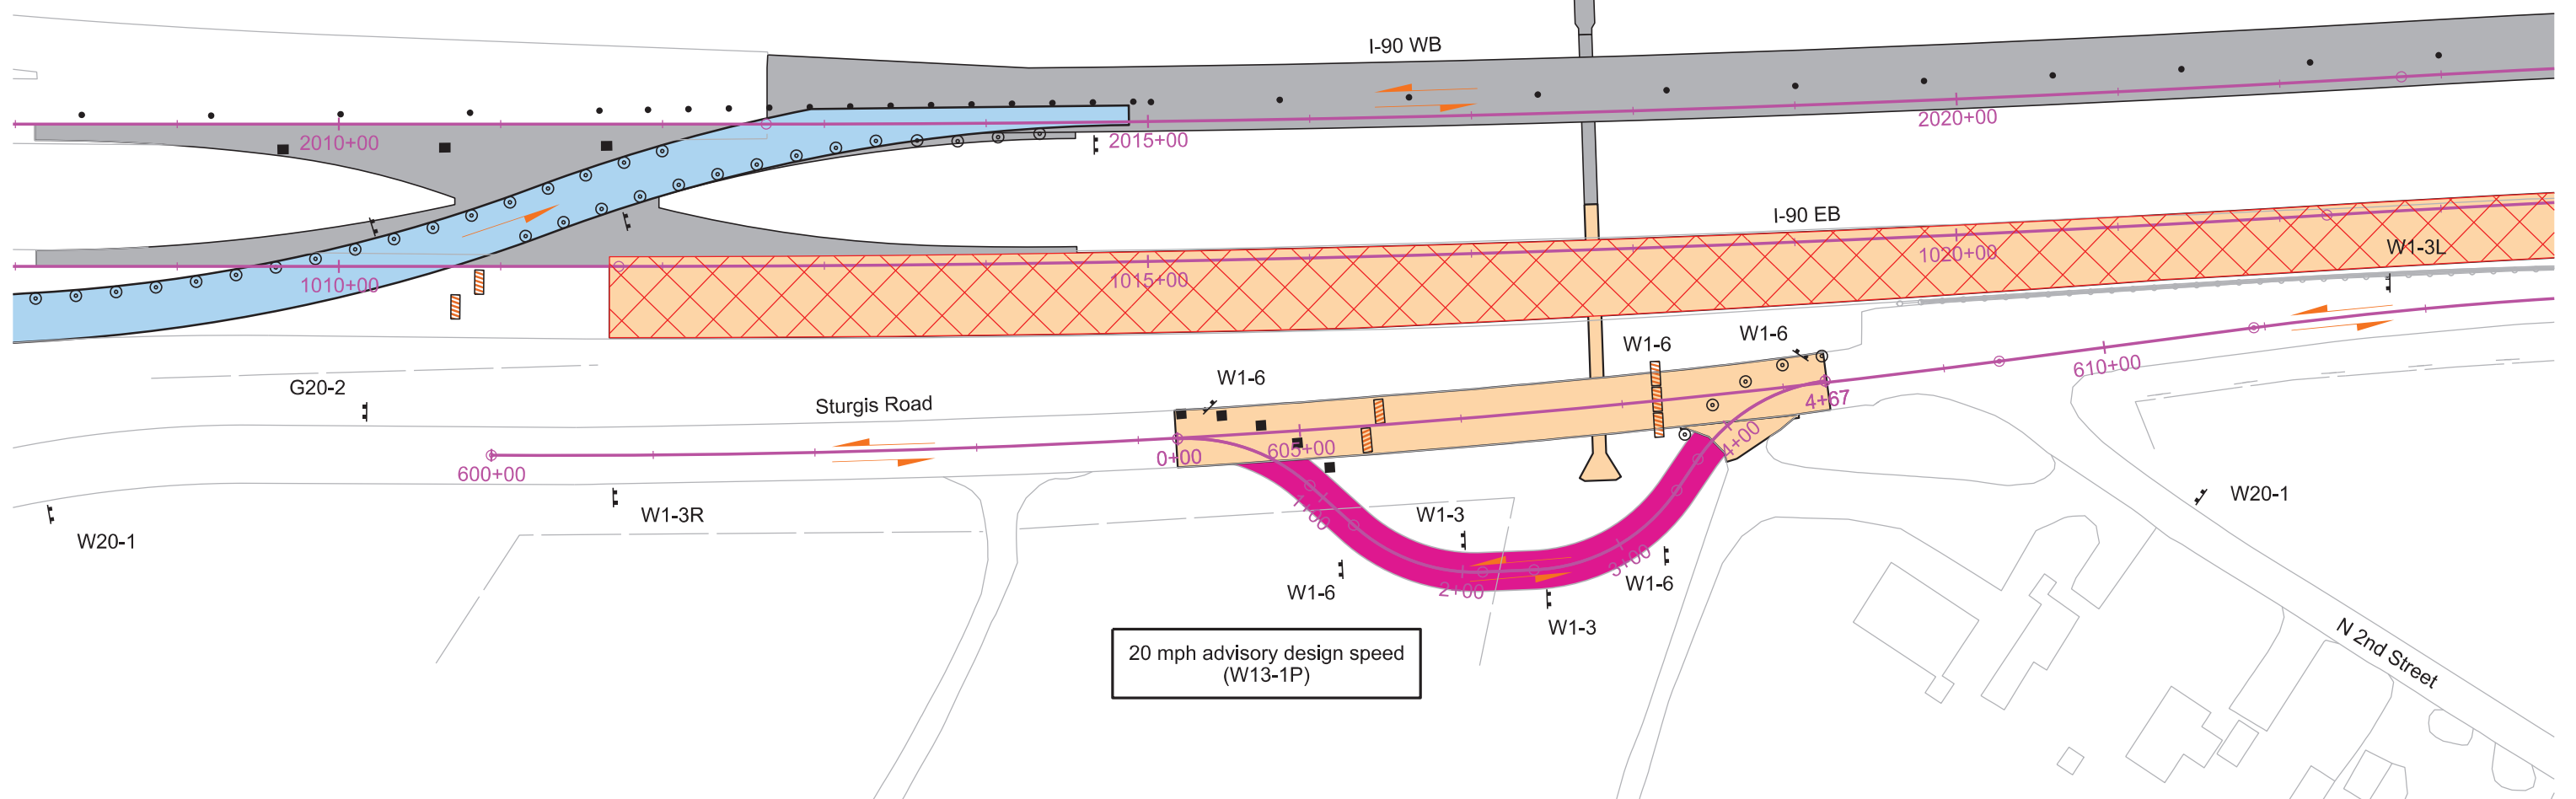 I-90 WB
2010+00
2015+00
2020+00
I-90 EB
1010+00
1015+00
1020+00
W1-3L
W1-6
W1-6
610+00
G20-2
W1-6
Sturgis Road
4+67
600+00
0+00
605+00
4+00
W20-1
W1-3R
1+00
W1-3
W20-1
W1-6
2+00
3+00
W1-6
W1-3
20 mph advisory design speed
(W13-1P)
N 2nd Street